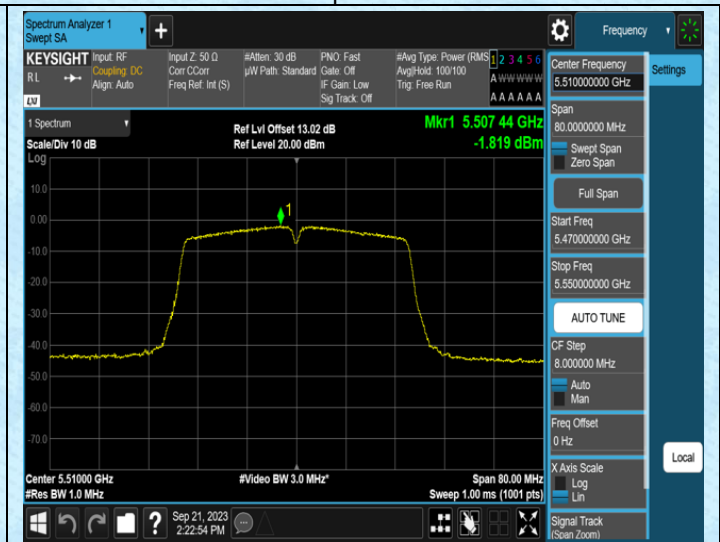 Spectrum Analyzer 1
Swept SA
+
Frequency
KEYSIGHT
RL
LXI
Input: RF
Coupling: DC
Align: Auto
Input Z: 50 Ω
Corr CCorr
Freq Ref: Int (S)
#Atten: 30 dB
µW Path: Standard
PNO: Fast
Gate: Off
IF Gain: Low
Sig Track: Off
#Avg Type: Power (RMS
Avg|Hold: 100/100
Trig: Free Run
1 2 3 4 5 6
A W W W W W
A A A A A A
1 Spectrum
Scale/Div 10 dB
Log
Ref Lvl Offset 13.02 dB
Ref Level 20.00 dBm
Mkr1 5.507 44 GHz
-1.819 dBm
10.0
0.00
-10.0
-20.0
-30.0
-40.0
-50.0
-60.0
-70.0
1
Center 5.51000 GHz
#Res BW 1.0 MHz
#Video BW 3.0 MHz*
Span 80.00 MHz
Sweep 1.00 ms (1001 pts)
?
Sep 21, 2023
2:22:54 PM
Center Frequency
5.510000000 GHz
Span
80.0000000 MHz
Swept Span
Zero Span
Full Span
Start Freq
5.470000000 GHz
Stop Freq
5.550000000 GHz
AUTO TUNE
CF Step
8.000000 MHz
Auto
Man
Freq Offset
0 Hz
X Axis Scale
Log
Lin
Signal Track
(Span Zoom)
Settings
Local